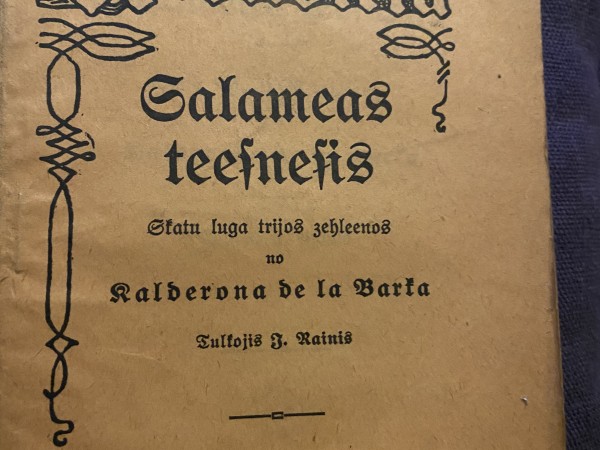 Salameas
teesnesis
Skatu luga trijos zehleenos
no
Kalderona de la Barka
Tulkojis J. Rainis